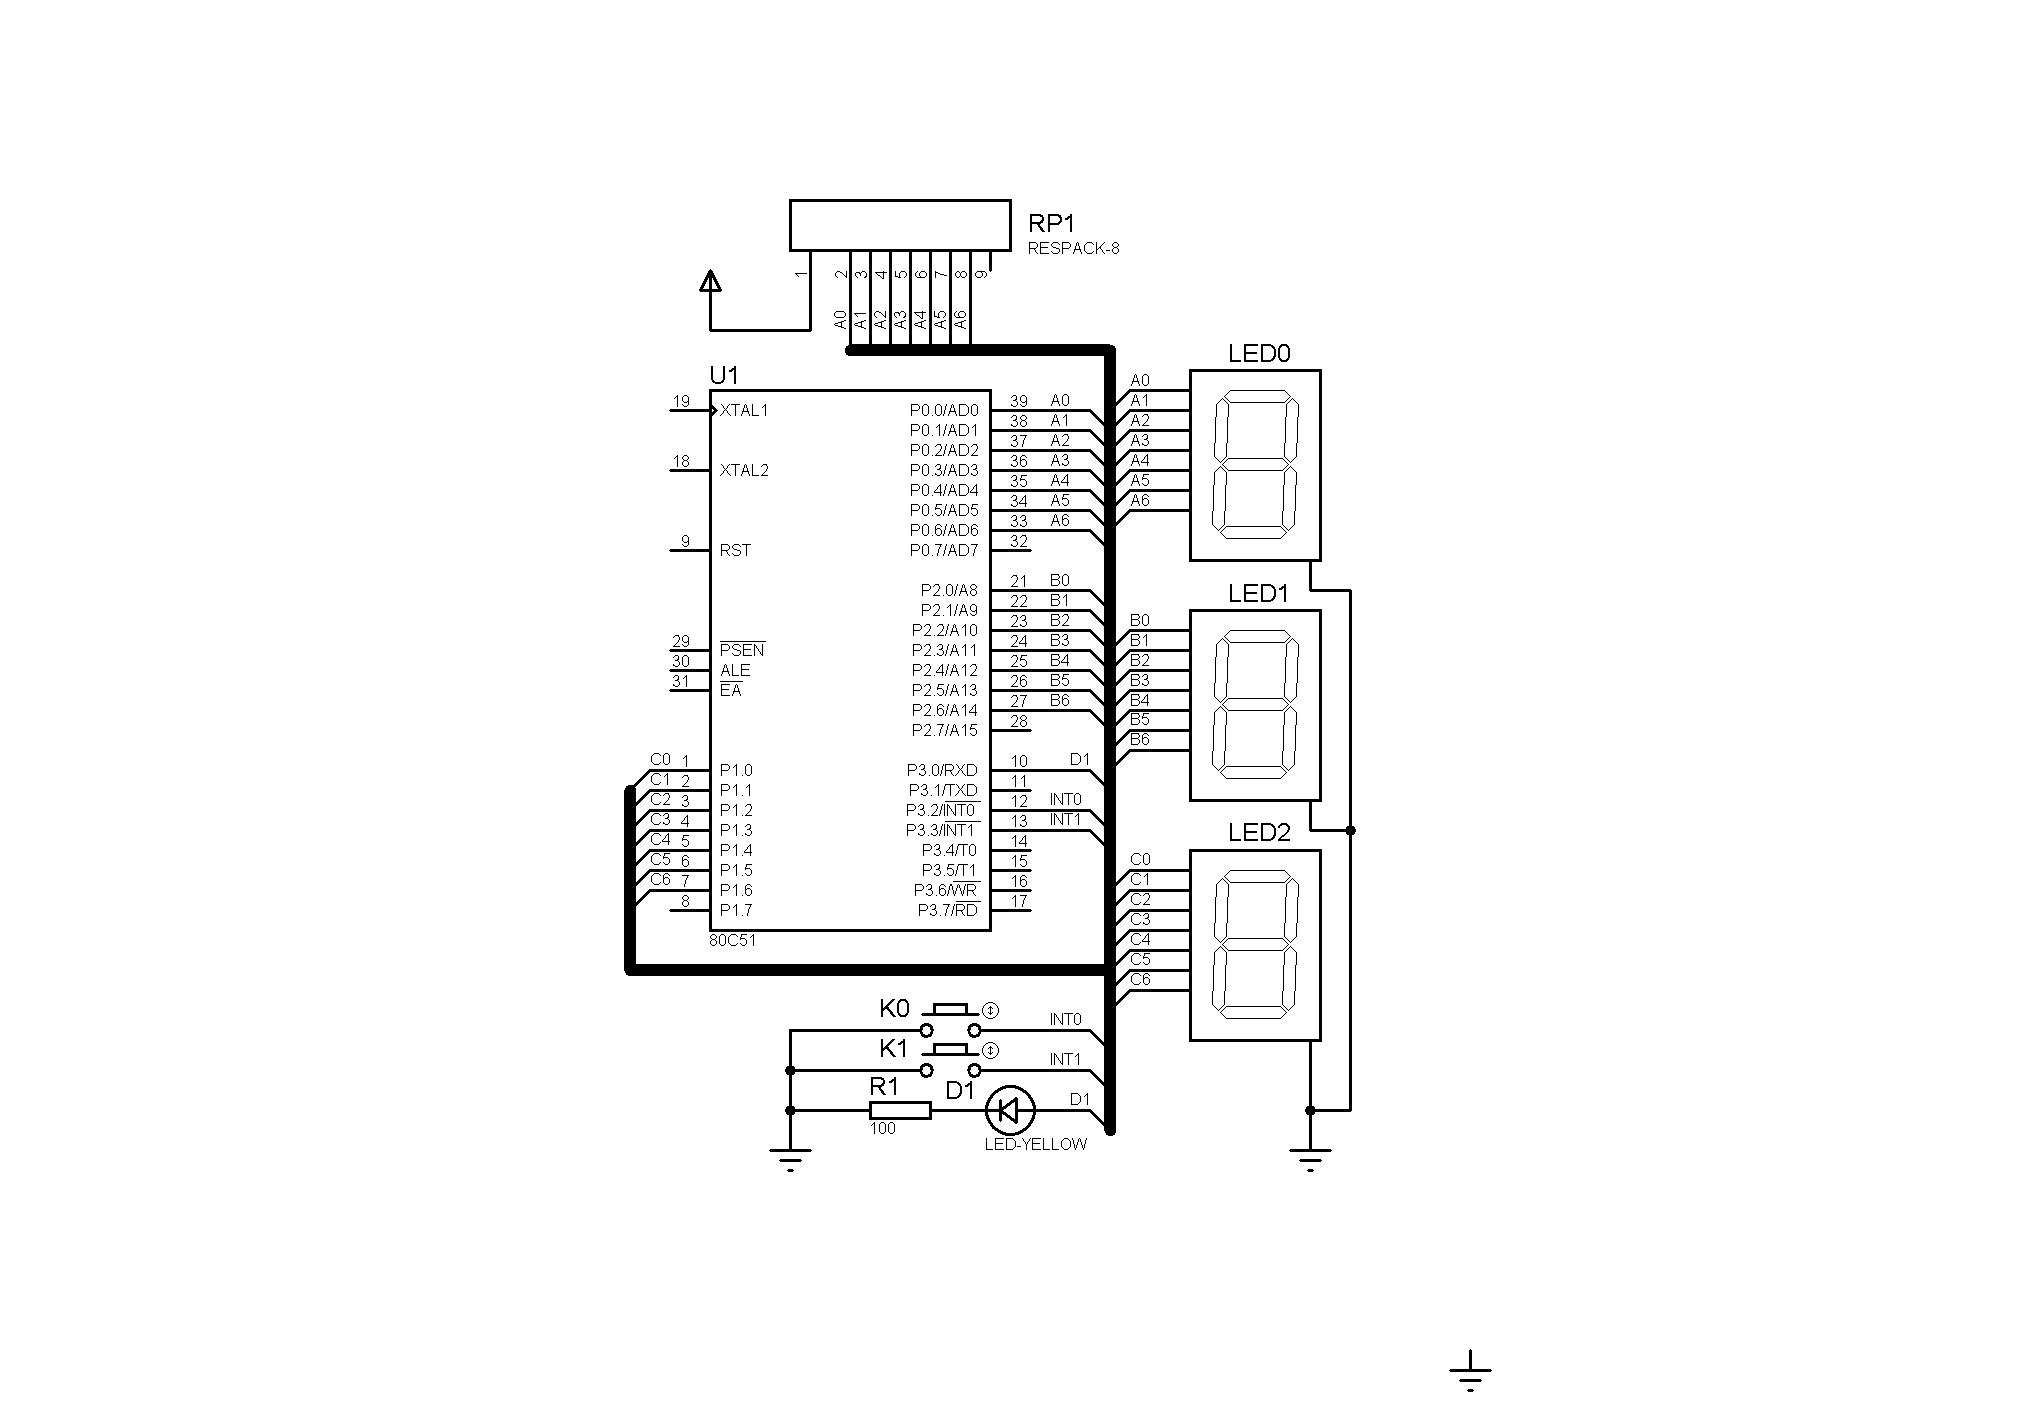 RP1
RESPACK-8
1 2 3 4 5 6 7 8 9
A0 A1 A2 A3 A4 A5 A6
U1
19 XTAL1
18 XTAL2
9 RST
29 PSEN
30 ALE
31 EA
C0 1 P1.0
C1 2 P1.1
C2 3 P1.2
C3 4 P1.3
C4 5 P1.4
C5 6 P1.5
C6 7 P1.6
8 P1.7
P0.0/AD0 39 A0
P0.1/AD1 38 A1
P0.2/AD2 37 A2
P0.3/AD3 36 A3
P0.4/AD4 35 A4
P0.5/AD5 34 A5
P0.6/AD6 33 A6
P0.7/AD7 32
P2.0/A8 21 B0
P2.1/A9 22 B1
P2.2/A10 23 B2
P2.3/A11 24 B3
P2.4/A12 25 B4
P2.5/A13 26 B5
P2.6/A14 27 B6
P2.7/A15 28
P3.0/RXD 10 D1
P3.1/TXD 11
P3.2/INT0 12 INT0
P3.3/INT1 13 INT1
P3.4/T0 14
P3.5/T1 15
P3.6/WR 16
P3.7/RD 17
80C51
LED0
A0
A1
A2
A3
A4
A5
A6
LED1
B0
B1
B2
B3
B4
B5
B6
LED2
C0
C1
C2
C3
C4
C5
C6
K0 INT0
K1 INT1
R1 D1 D1
100 LED-YELLOW